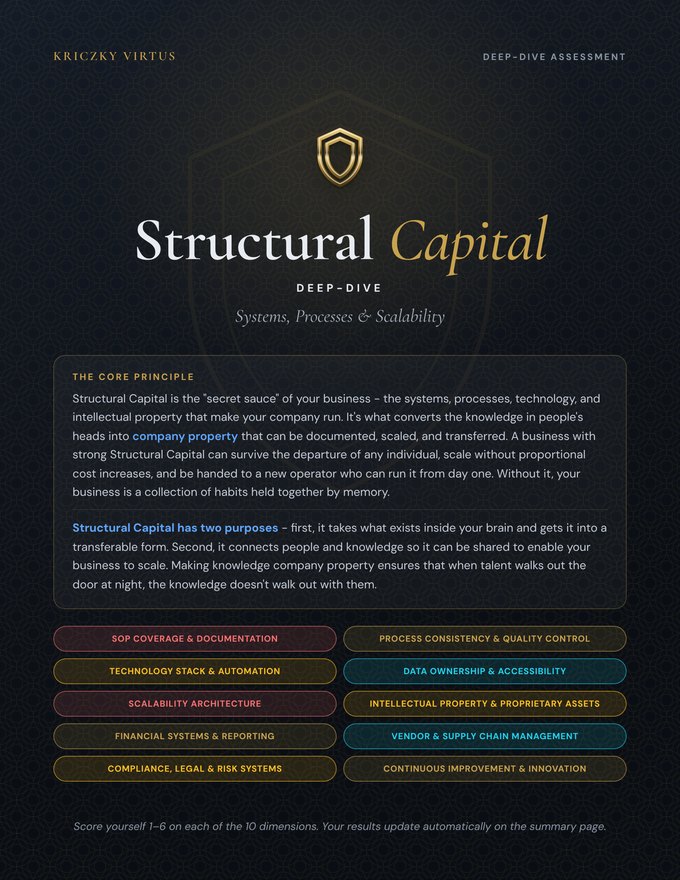 KRICZKY VIRTUS
DEEP-DIVE ASSESSMENT
Structural Capital
DEEP-DIVE
Systems, Processes & Scalability
THE CORE PRINCIPLE
Structural Capital is the "secret sauce" of your business - the systems, processes, technology, and
intellectual property that make your company run. It's what converts the knowledge in people's
heads into company property that can be documented, scaled, and transferred. A business with
strong Structural Capital can survive the departure of any individual, scale without proportional
cost increases, and be handed to a new operator who can run it from day one. Without it, your
business is a collection of habits held together by memory.
Structural Capital has two purposes - first, it takes what exists inside your brain and gets it into a
transferable form. Second, it connects people and knowledge so it can be shared to enable your
business to scale. Making knowledge company property ensures that when talent walks out the
door at night, the knowledge doesn't walk out with them.
SOP COVERAGE & DOCUMENTATION
PROCESS CONSISTENCY & QUALITY CONTROL
TECHNOLOGY STACK & AUTOMATION
DATA OWNERSHIP & ACCESSIBILITY
SCALABILITY ARCHITECTURE
INTELLECTUAL PROPERTY & PROPRIETARY ASSETS
FINANCIAL SYSTEMS & REPORTING
VENDOR & SUPPLY CHAIN MANAGEMENT
COMPLIANCE, LEGAL & RISK SYSTEMS
CONTINUOUS IMPROVEMENT & INNOVATION
Score yourself 1–6 on each of the 10 dimensions. Your results update automatically on the summary page.